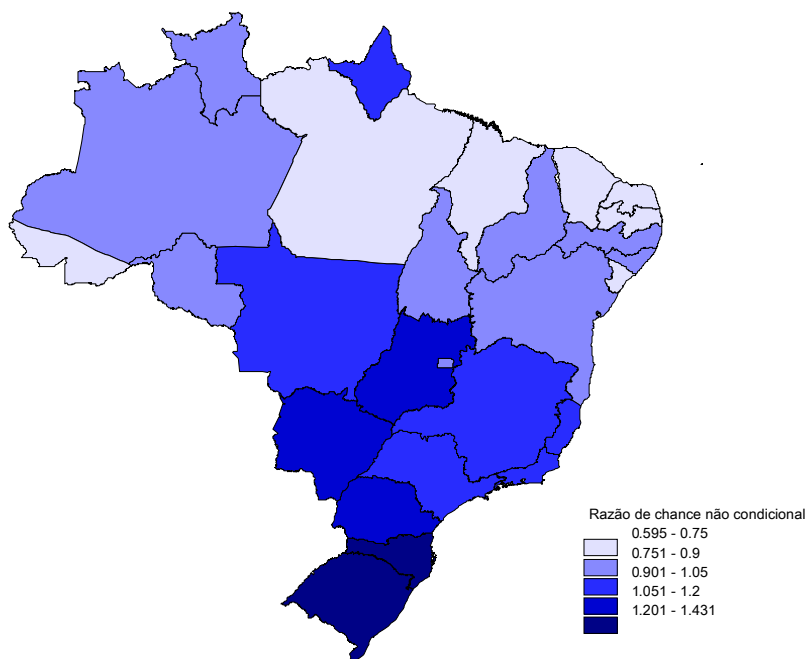 Razão de chance não condicional
0.595 - 0.75
0.751 - 0.9
0.901 - 1.05
1.051 - 1.2
1.201 - 1.431